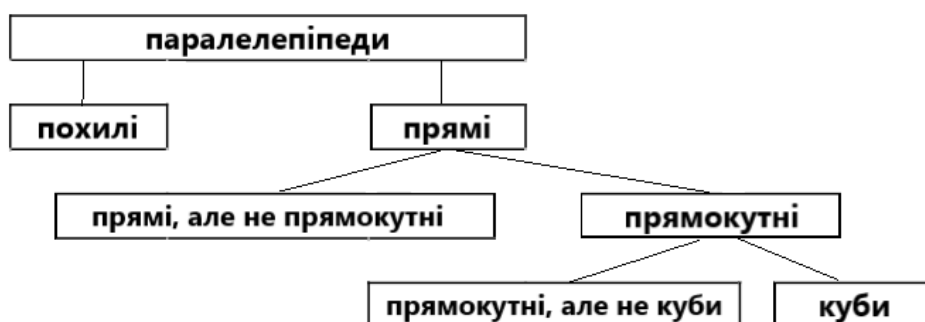 паралелепіпеди
похилі
прямі
прямі, але не прямокутні
прямокутні
прямокутні, але не куби
куби